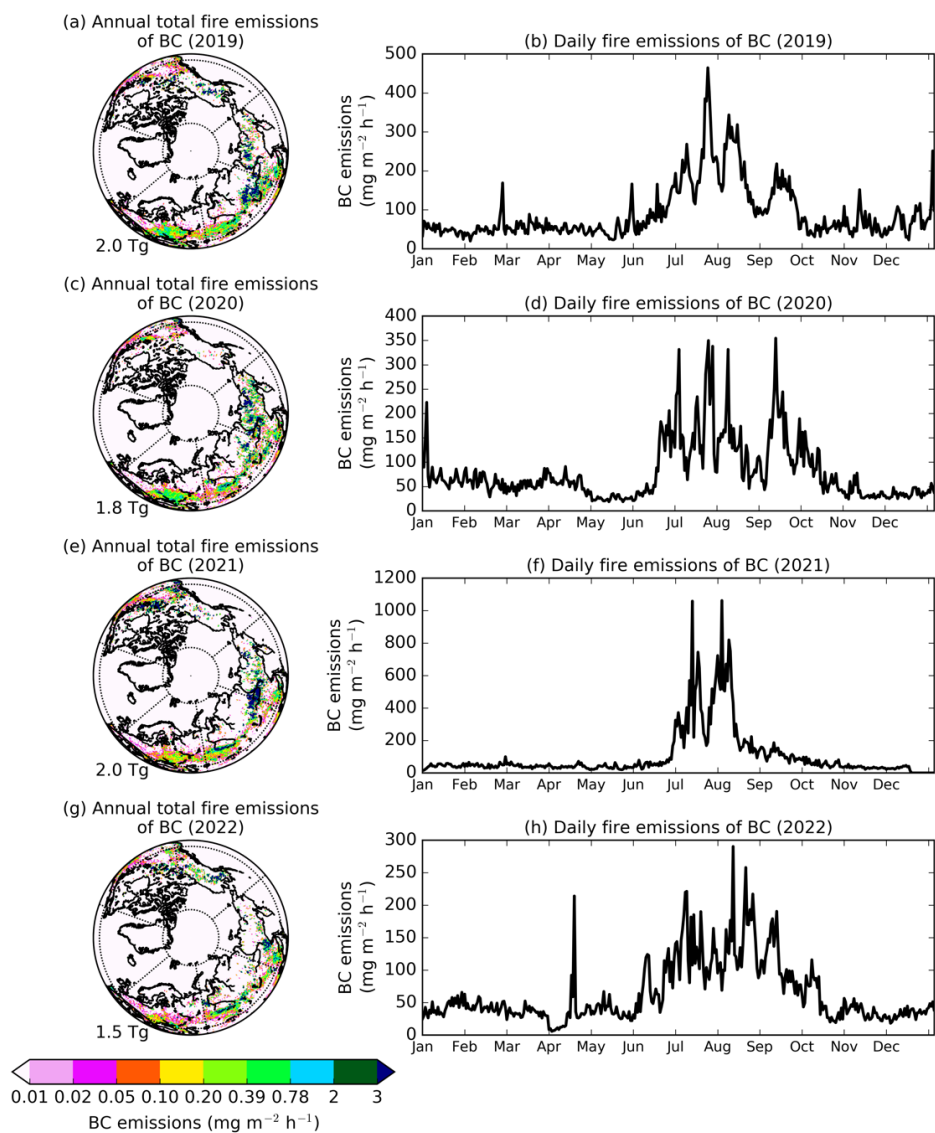 (a) Annual total fire emissions
of BC (2019)
2.0 Tg
(b) Daily fire emissions of BC (2019)
BC emissions
(mg m⁻² h⁻¹)
500
400
300
200
100
0
Jan Feb Mar Apr May Jun Jul Aug Sep Oct Nov Dec
(c) Annual total fire emissions
of BC (2020)
1.8 Tg
(d) Daily fire emissions of BC (2020)
BC emissions
(mg m⁻² h⁻¹)
400
350
300
250
200
150
100
50
0
Jan Feb Mar Apr May Jun Jul Aug Sep Oct Nov Dec
(e) Annual total fire emissions
of BC (2021)
2.0 Tg
(f) Daily fire emissions of BC (2021)
BC emissions
(mg m⁻² h⁻¹)
1200
1000
800
600
400
200
0
Jan Feb Mar Apr May Jun Jul Aug Sep Oct Nov Dec
(g) Annual total fire emissions
of BC (2022)
1.5 Tg
(h) Daily fire emissions of BC (2022)
BC emissions
(mg m⁻² h⁻¹)
300
250
200
150
100
50
0
Jan Feb Mar Apr May Jun Jul Aug Sep Oct Nov Dec
0.01 0.02 0.05 0.10 0.20 0.39 0.78 2 3
BC emissions (mg m⁻² h⁻¹)